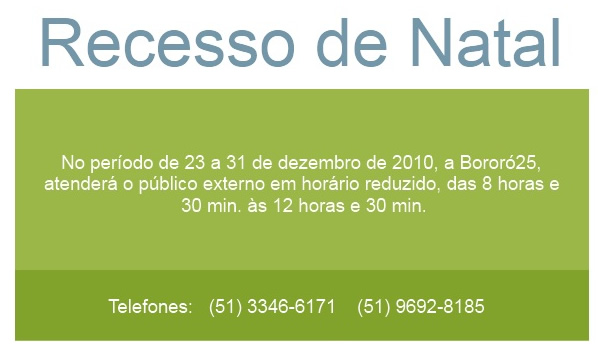 Recesso de Natal
No período de 23 a 31 de dezembro de 2010, a Bororó25,
atenderá o público externo em horário reduzido, das 8 horas e
30 min. às 12 horas e 30 min.
Telefones: (51) 3346-6171 (51) 9692-8185